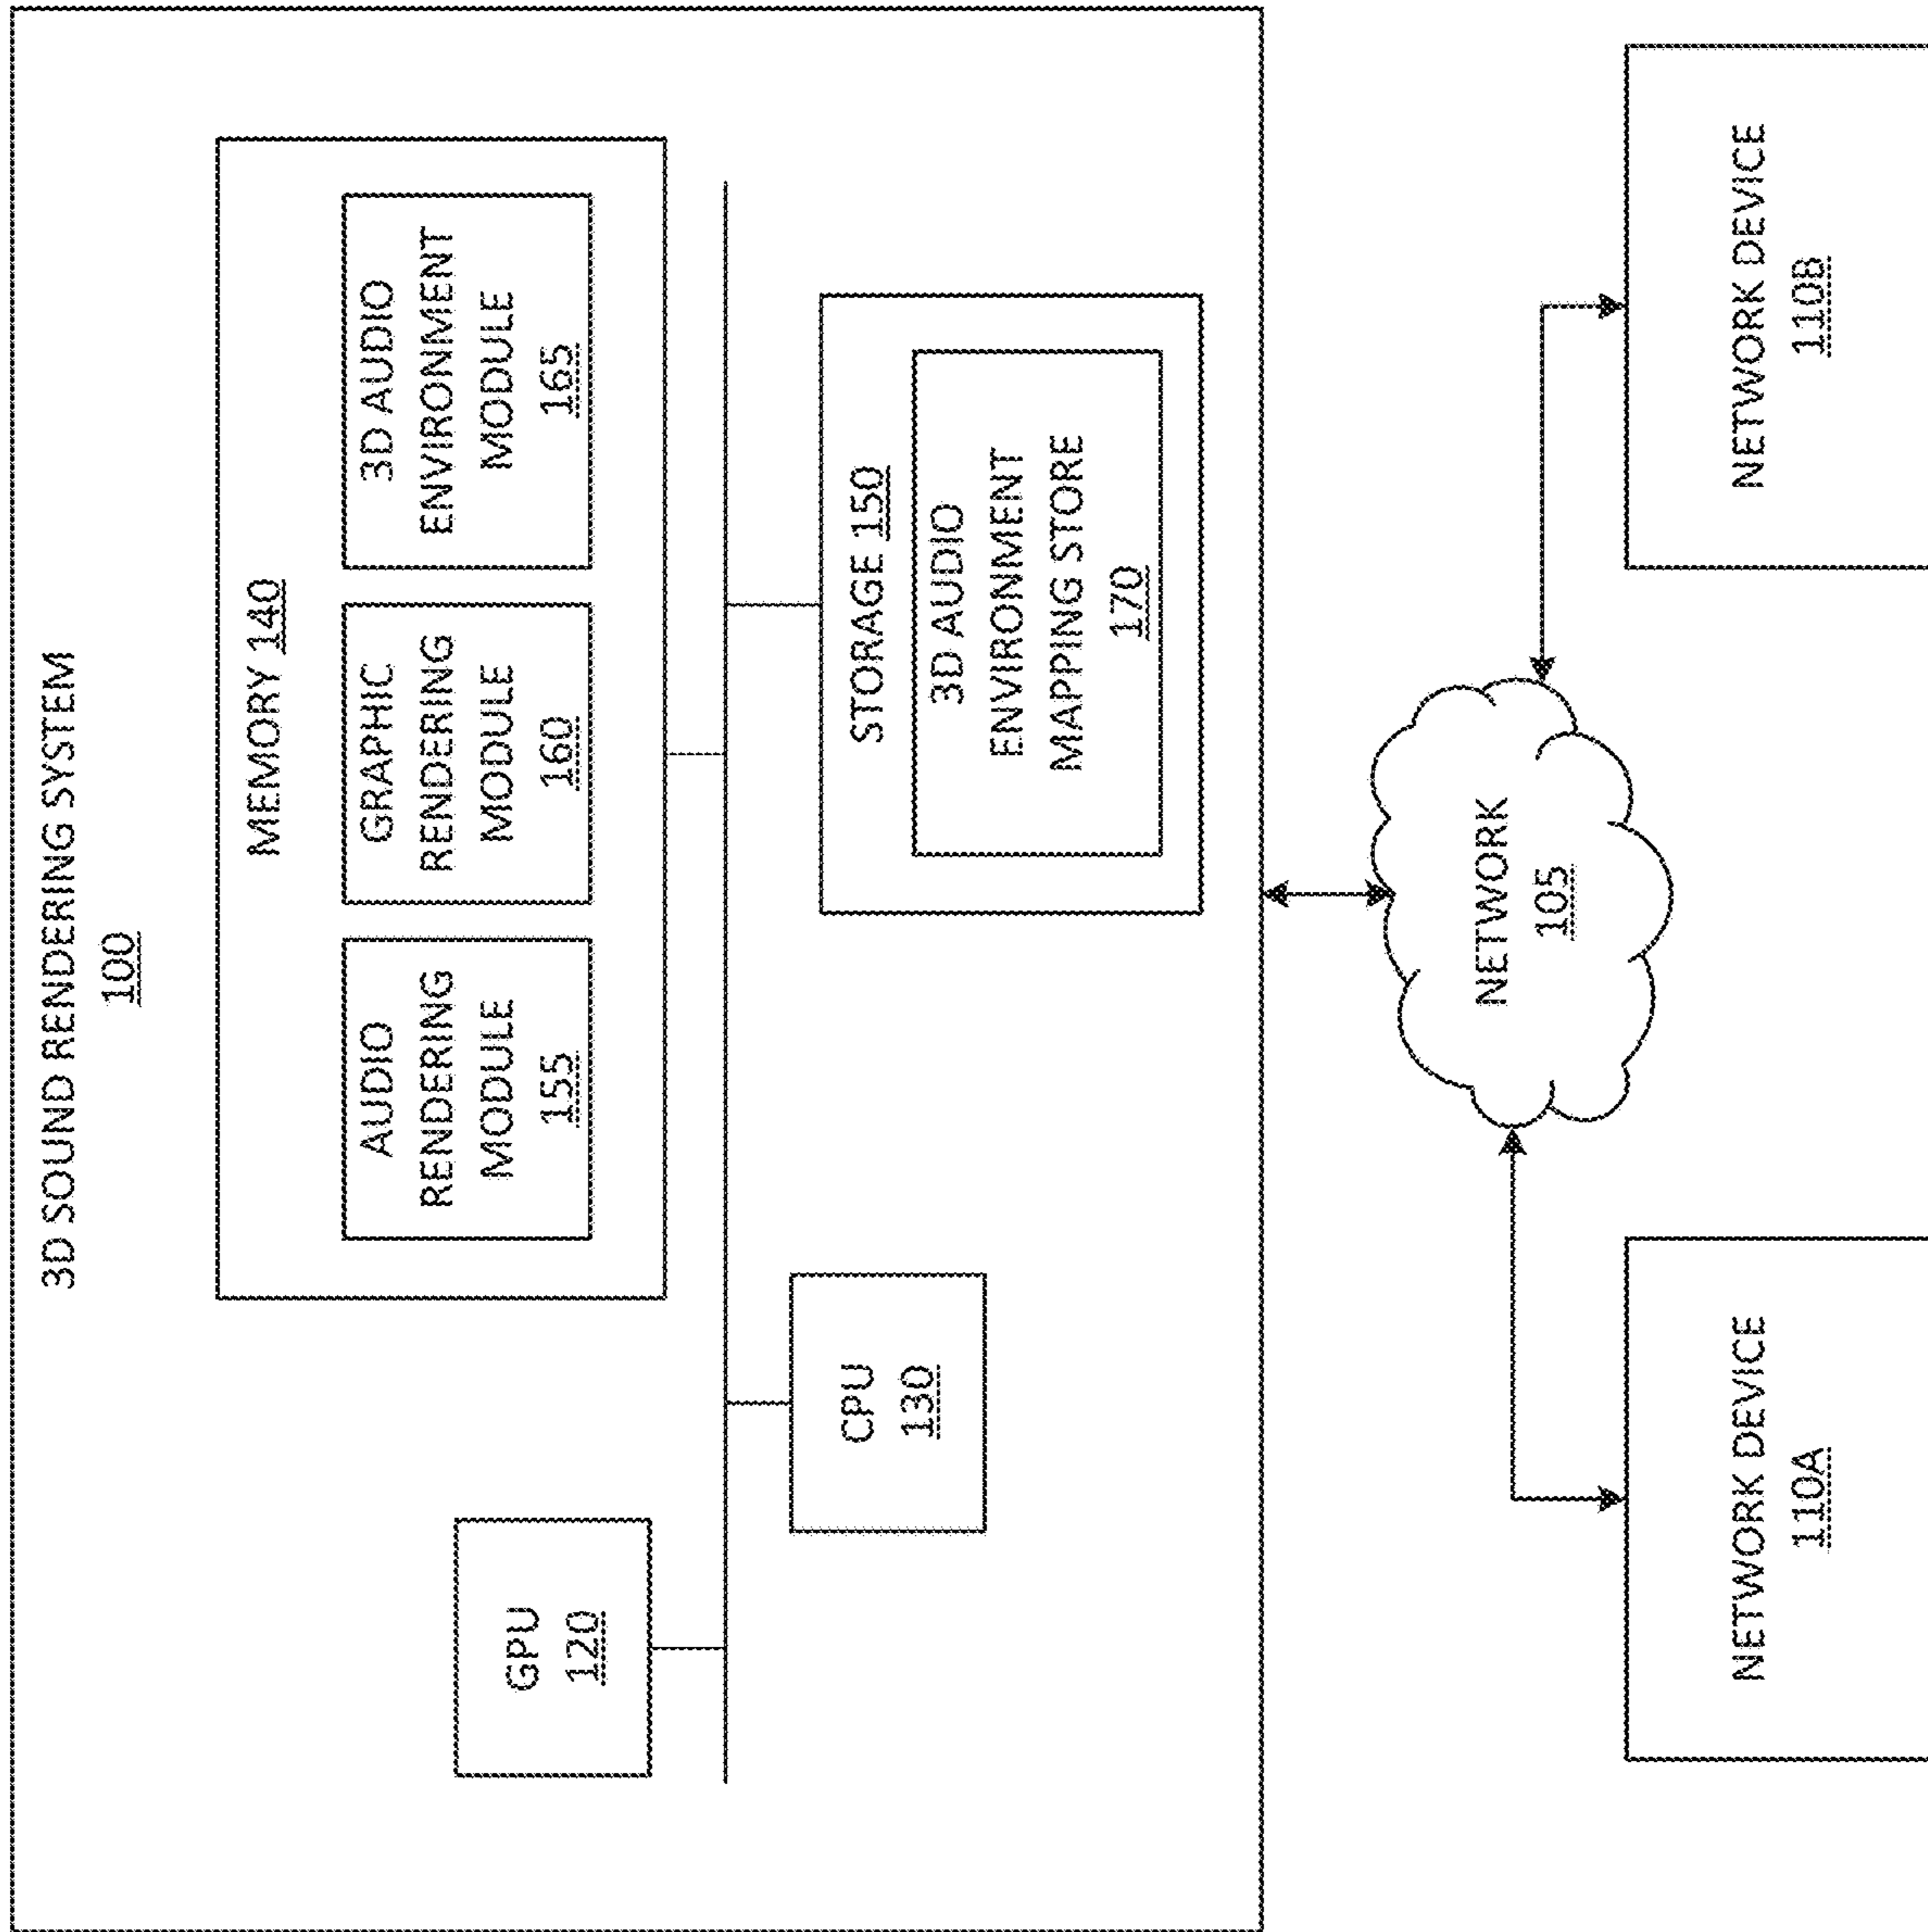 3D SOUND RENDERING SYSTEM
100
MEMORY 140
AUDIO
RENDERING
MODULE
155
GRAPHIC
RENDERING
MODULE
160
3D AUDIO
ENVIRONMENT
MODULE
165
GPU
120
CPU
130
STORAGE 150
3D AUDIO
ENVIRONMENT
MAPPING STORE
170
NETWORK
105
NETWORK DEVICE
110A
NETWORK DEVICE
110B